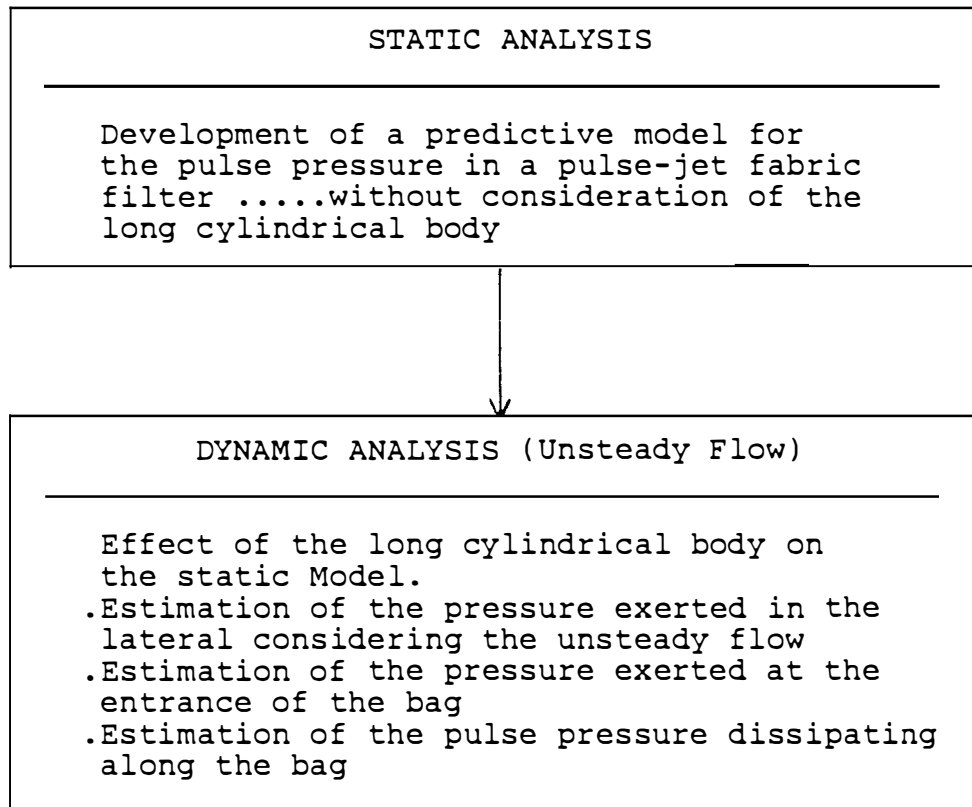 STATIC ANALYSIS
Development of a predictive model for
the pulse pressure in a pulse-jet fabric
filter .....without consideration of the
long cylindrical body
DYNAMIC ANALYSIS (Unsteady Flow)
Effect of the long cylindrical body on
the static Model.
.Estimation of the pressure exerted in the
lateral considering the unsteady flow
.Estimation of the pressure exerted at the
entrance of the bag
.Estimation of the pulse pressure dissipating
along the bag